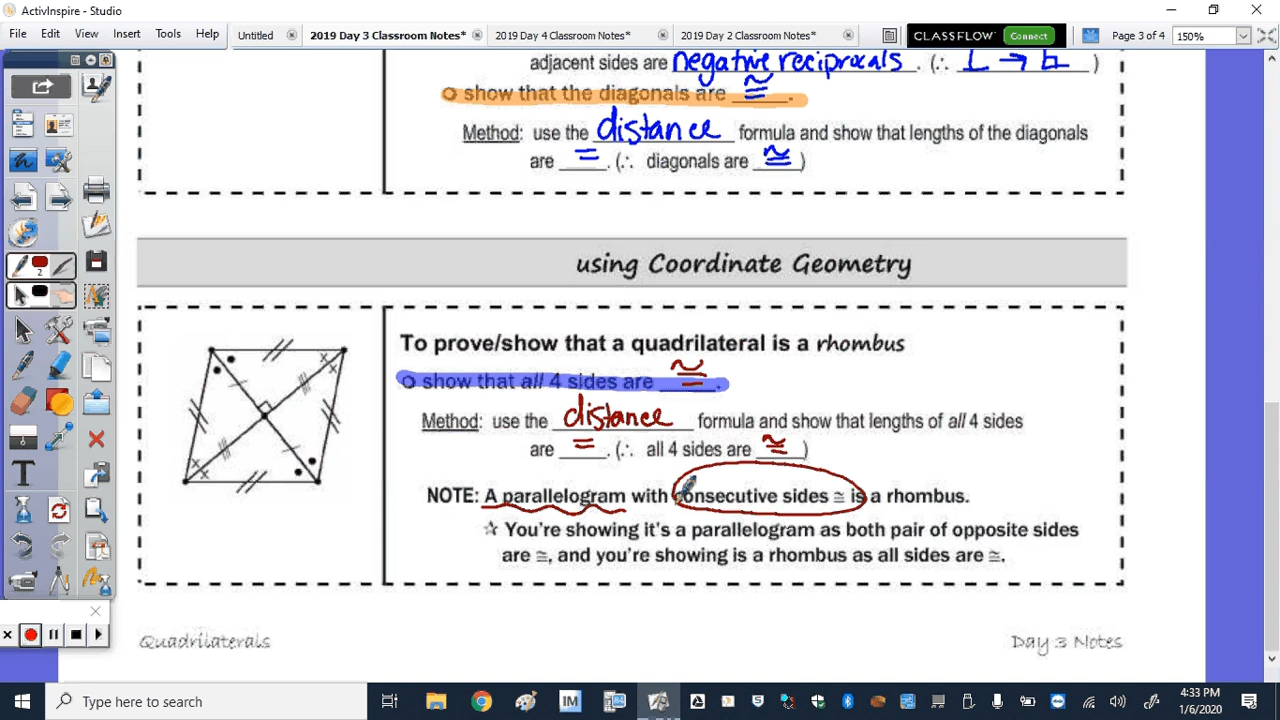 ActivInspire - Studio
File Edit View Insert Tools Help Untitled 2019 Day 3 Classroom Notes* 2019 Day 4 Classroom Notes* 2019 Day 2 Classroom Notes* CLASSFLOW Connect Page 3 of 4 150%
adjacent sides are negative reciprocals. (∴ ⊥ → ⊾)
show that the diagonals are ≅.
Method: use the distance formula and show that lengths of the diagonals
are =. (∴ diagonals are ≅)
using Coordinate Geometry
To prove/show that a quadrilateral is a rhombus
show that all 4 sides are ≅.
Method: use the distance formula and show that lengths of all 4 sides
are =. (∴ all 4 sides are ≅)
NOTE: A parallelogram with consecutive sides ≅ is a rhombus.
☆ You're showing it's a parallelogram as both pair of opposite sides
are ≅, and you're showing is a rhombus as all sides are ≅.
Quadrilaterals Day 3 Notes
2
T
Type here to search
IM
4:33 PM
1/6/2020